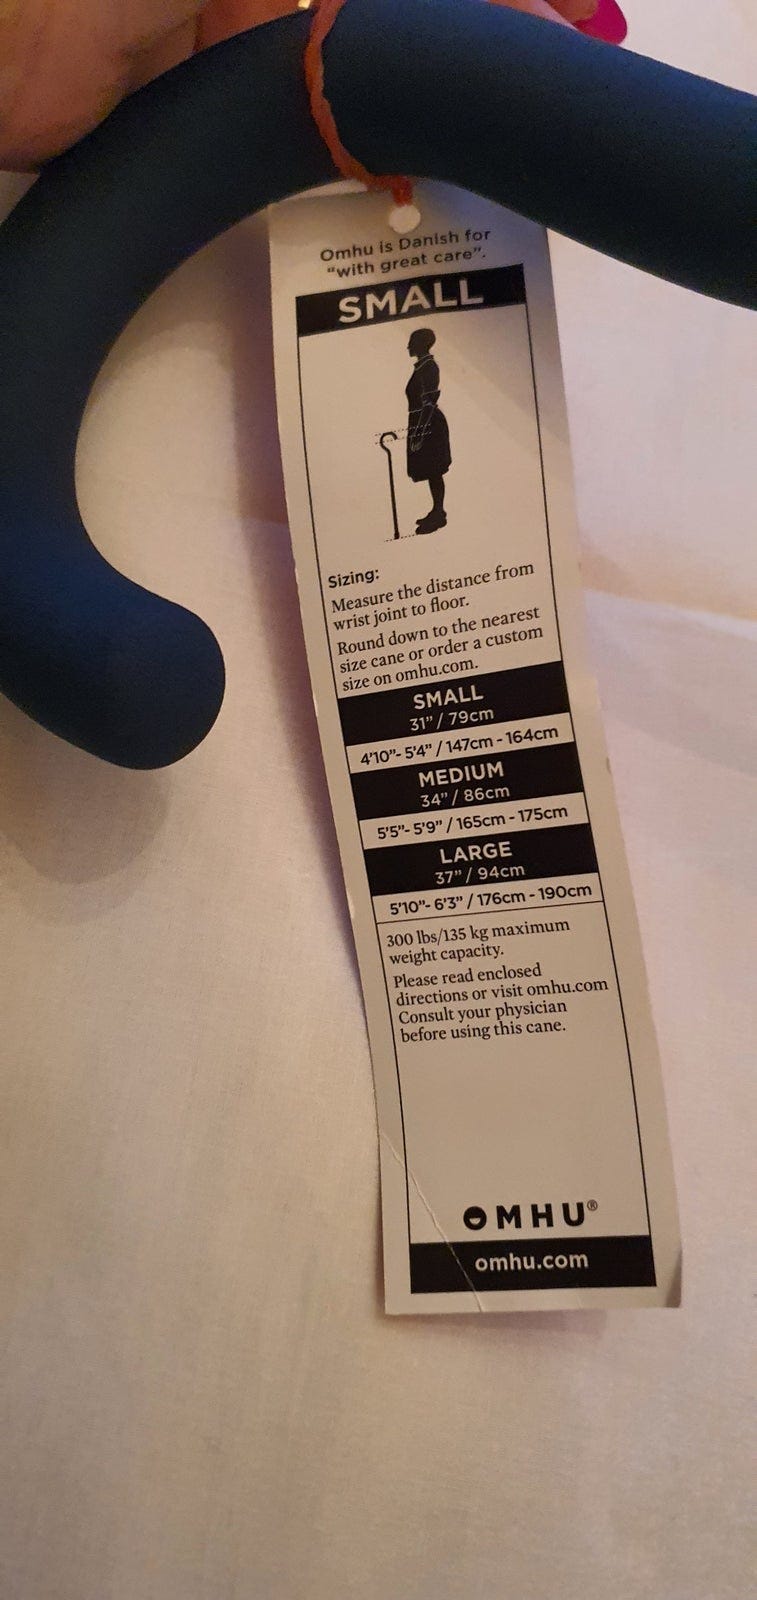 Omhu is Danish for
“with great care”.
SMALL
Sizing:
Measure the distance from
wrist joint to floor.
Round down to the nearest
size cane or order a custom
size on omhu.com.
SMALL
31” / 79cm
4’10”- 5’4” / 147cm - 164cm
MEDIUM
34” / 86cm
5’5”- 5’9” / 165cm - 175cm
LARGE
37” / 94cm
5’10”- 6’3” / 176cm - 190cm
300 lbs/135 kg maximum
weight capacity.
Please read enclosed
directions or visit omhu.com
Consult your physician
before using this cane.
OMHU®
omhu.com